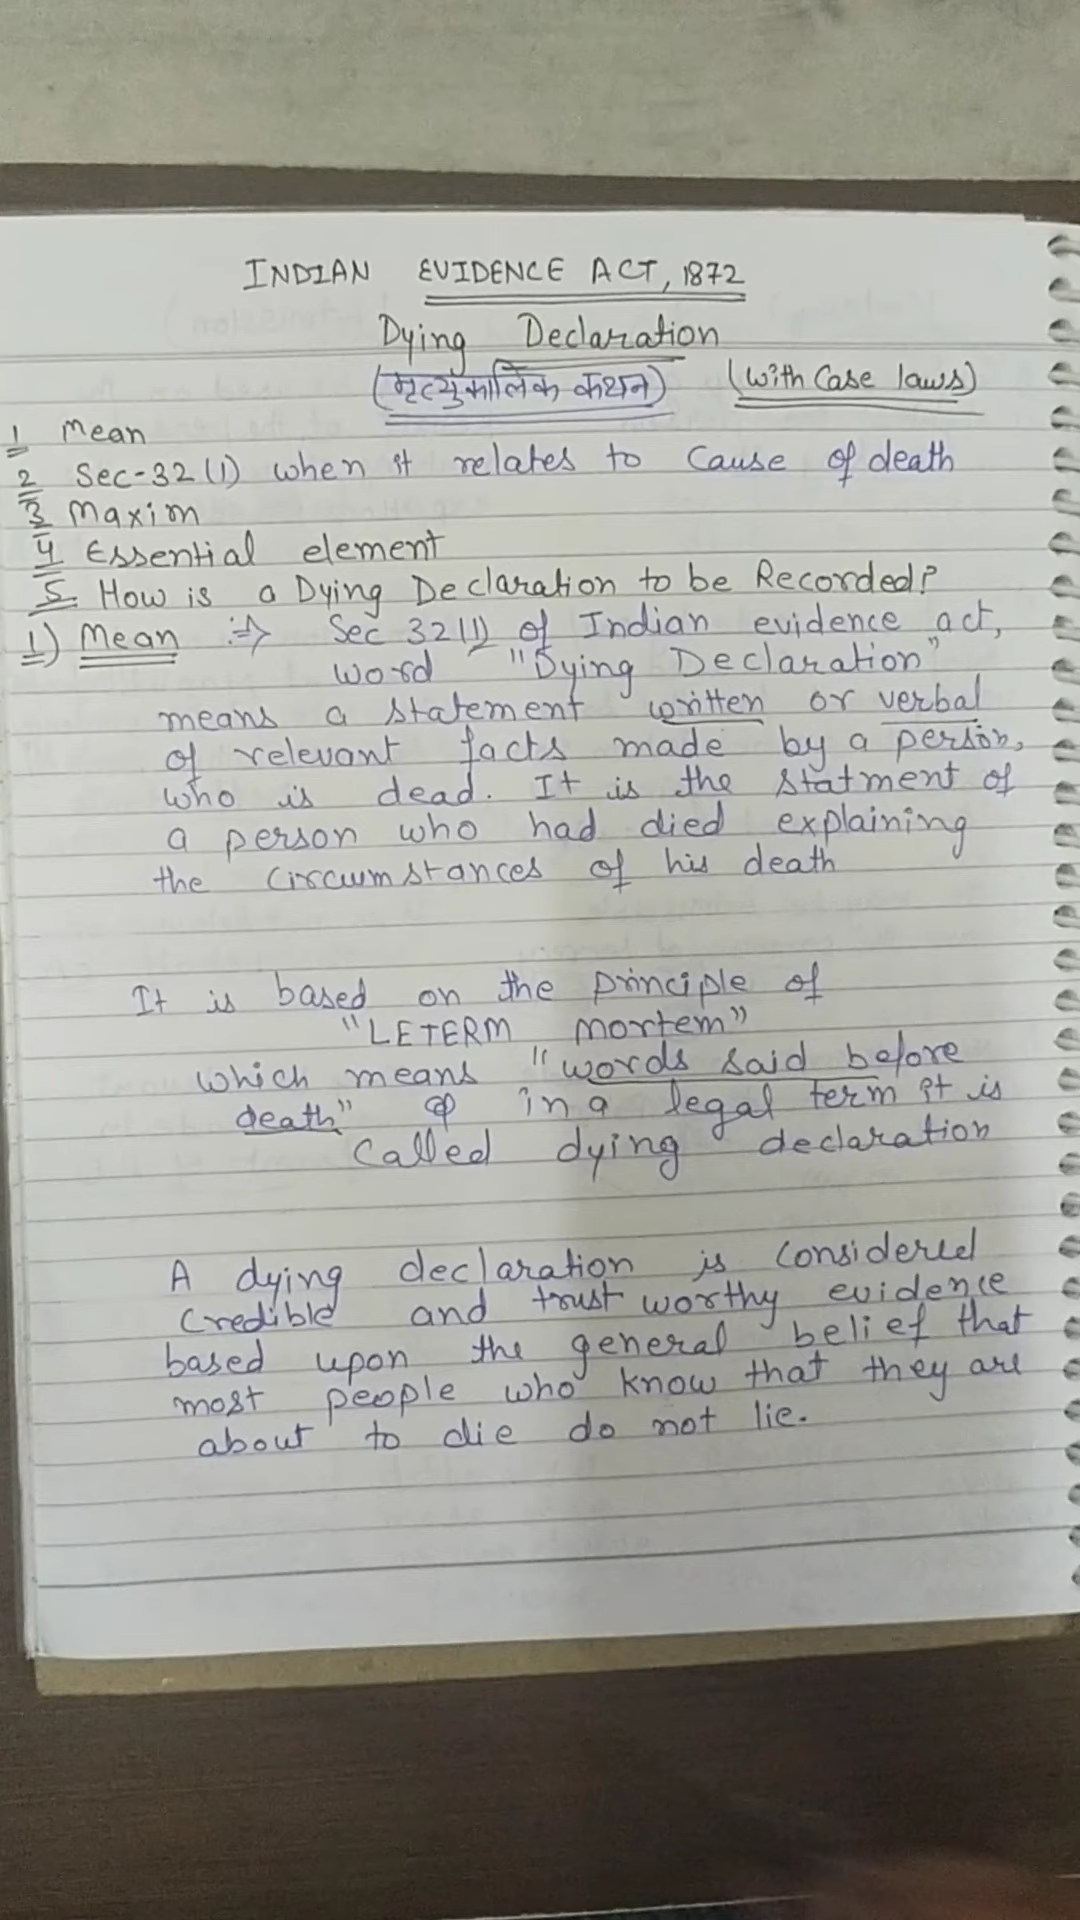 INDIAN EVIDENCE ACT, 1872
Dying Declaration
(मृत्युकालिक कथन) (with Case laws)
1 Mean
2 Sec-32 (1) when it relates to Cause of death
3 Maxim
4 Essential element
5. How is a Dying Declaration to be Recorded?
1) Mean ⇒ Sec 32(1) of Indian evidence act,
word "Dying Declaration"
means a statement written or verbal
of relevant facts made by a person,
who is dead. It is the statment of
a person who had died explaining
the circumstances of his death
It is based on the principle of
"LETERM mortem"
which means "words said before
death" & in a legal term it is
called dying declaration
A dying declaration is considered
credible and trustworthy evidence
based upon the general belief that
most people who know that they are
about to die do not lie.